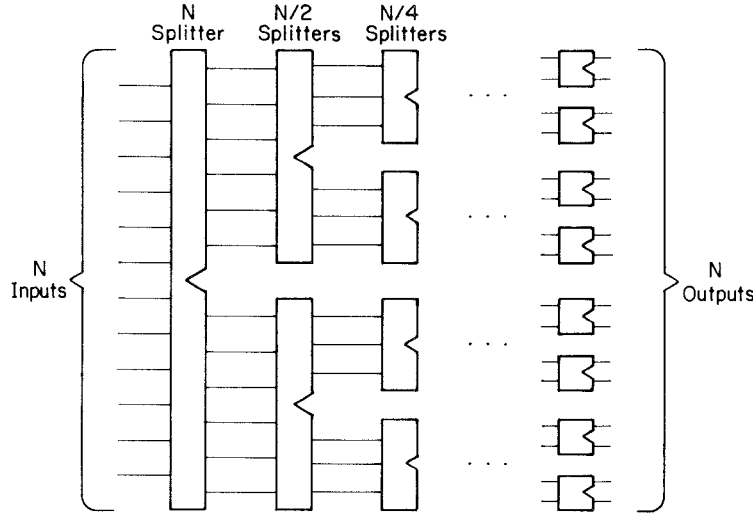 N
Splitter
N/2
Splitters
N/4
Splitters
. . .
. . .
N
Inputs
N
Outputs
. . .
. . .